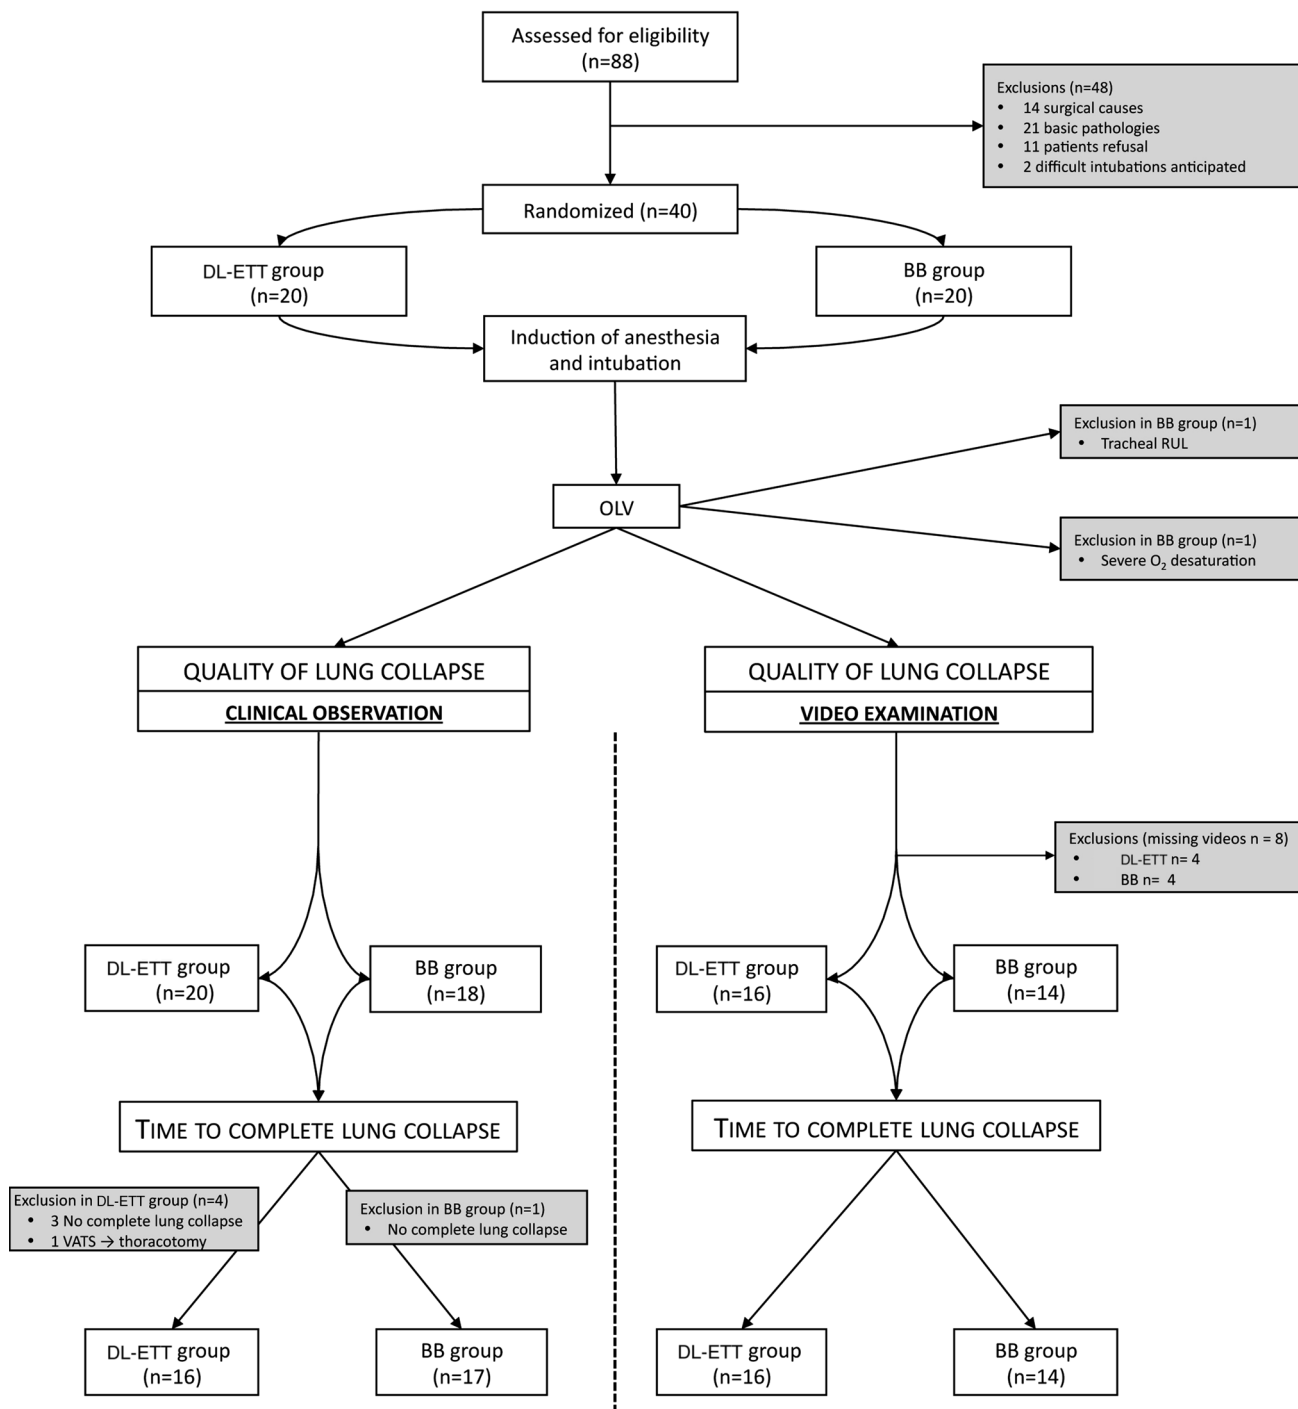 Assessed for eligibility
(n=88)
Exclusions (n=48)
• 14 surgical causes
• 21 basic pathologies
• 11 patients refusal
• 2 difficult intubations anticipated
Randomized (n=40)
DL-ETT group
(n=20)
BB group
(n=20)
Induction of anesthesia
and intubation
Exclusion in BB group (n=1)
• Tracheal RUL
OLV
Exclusion in BB group (n=1)
• Severe O₂ desaturation
QUALITY OF LUNG COLLAPSE
CLINICAL OBSERVATION
QUALITY OF LUNG COLLAPSE
VIDEO EXAMINATION
Exclusions (missing videos n = 8)
• DL-ETT n= 4
• BB n= 4
DL-ETT group
(n=20)
BB group
(n=18)
DL-ETT group
(n=16)
BB group
(n=14)
TIME TO COMPLETE LUNG COLLAPSE
TIME TO COMPLETE LUNG COLLAPSE
Exclusion in DL-ETT group (n=4)
• 3 No complete lung collapse
• 1 VATS → thoracotomy
Exclusion in BB group (n=1)
• No complete lung collapse
DL-ETT group
(n=16)
BB group
(n=17)
DL-ETT group
(n=16)
BB group
(n=14)